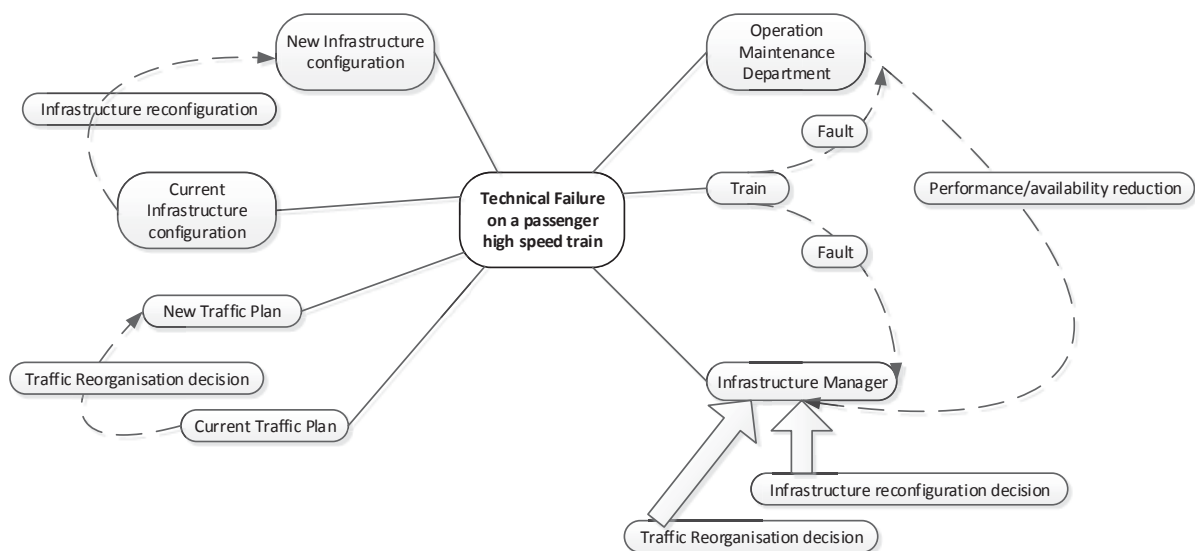 New Infrastructure
configuration
Operation
Maintenance
Department
Infrastructure reconfiguration
Fault
Current
Infrastructure
configuration
Technical Failure
on a passenger
high speed train
Train
Performance/availability reduction
Fault
New Traffic Plan
Traffic Reorganisation decision
Infrastructure Manager
Current Traffic Plan
Infrastructure reconfiguration decision
Traffic Reorganisation decision